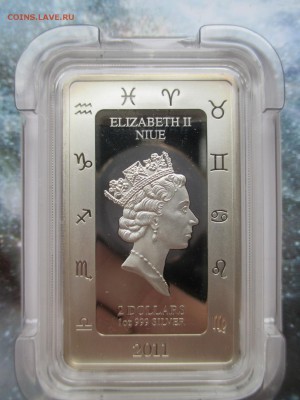 COINS.LAVE.RU
♓ ♈
♒ ♉
ELIZABETH II
NIUE
♑ ♊
♐ ♋
♏ ♌
2 DOLLARS
1oz 999 SILVER
♎ ♍
2011